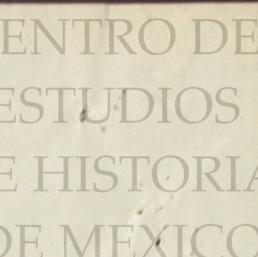 ENTRO DE
ESTUDIOS
E HISTORIA
DE MEXICO